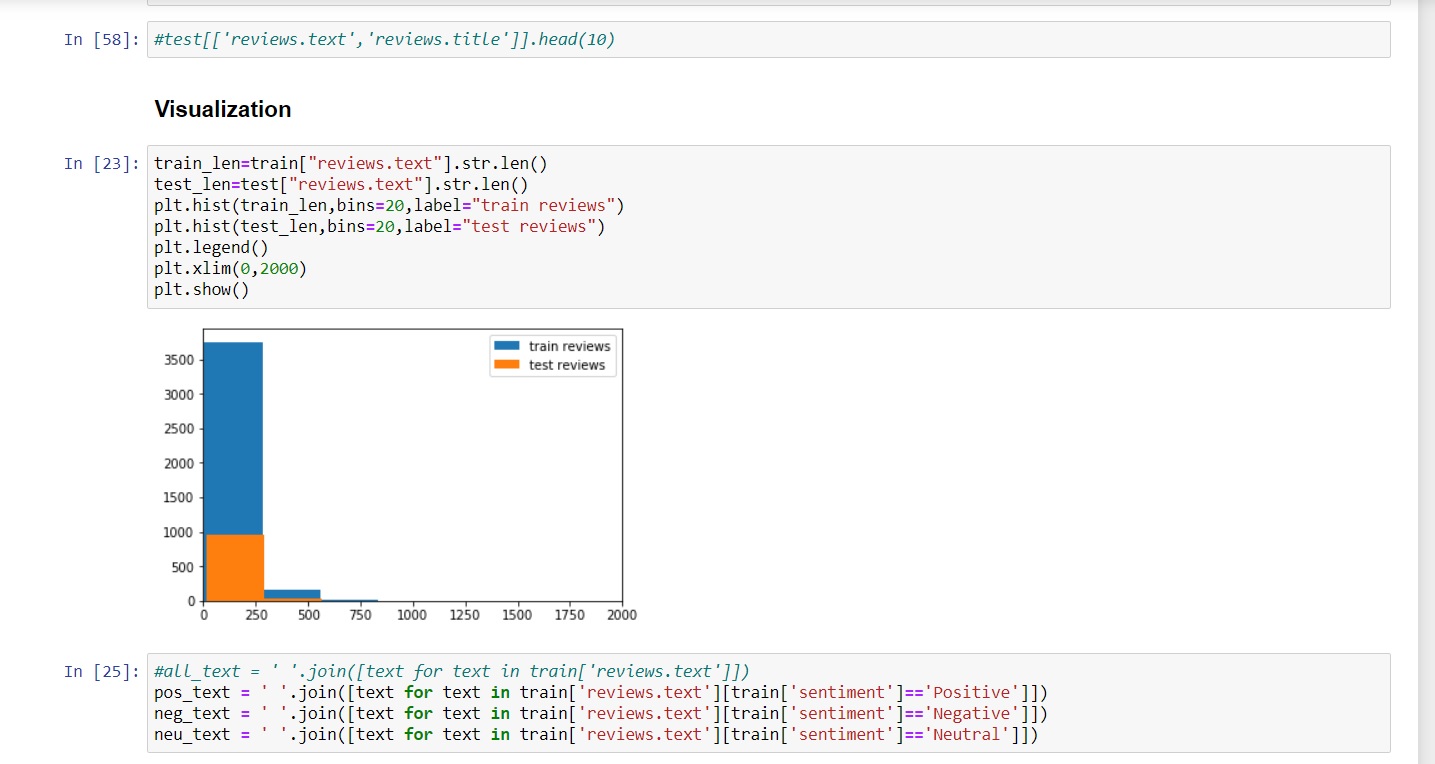 In [58]: #test[['reviews.text','reviews.title']].head(10)
Visualization
In [23]: train_len=train["reviews.text"].str.len()
test_len=test["reviews.text"].str.len()
plt.hist(train_len,bins=20,label="train reviews")
plt.hist(test_len,bins=20,label="test reviews")
plt.legend()
plt.xlim(0,2000)
plt.show()
train reviews
test reviews
3500
3000
2500
2000
1500
1000
500
0
0 250 500 750 1000 1250 1500 1750 2000
In [25]: #all_text = ' '.join([text for text in train['reviews.text']])
pos_text = ' '.join([text for text in train['reviews.text'][train['sentiment']=='Positive']])
neg_text = ' '.join([text for text in train['reviews.text'][train['sentiment']=='Negative']])
neu_text = ' '.join([text for text in train['reviews.text'][train['sentiment']=='Neutral']])